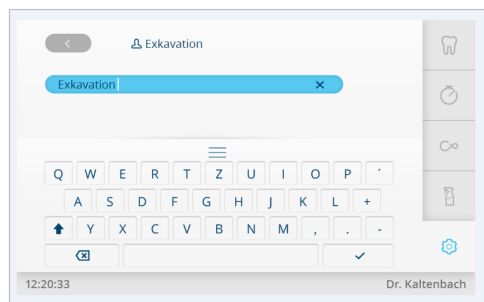 Exkavation
Exkavation
Q W E R T Z U I O P ´
A S D F G H J K L +
Y X C V B N M , . -
12:20:33 Dr. Kaltenbach